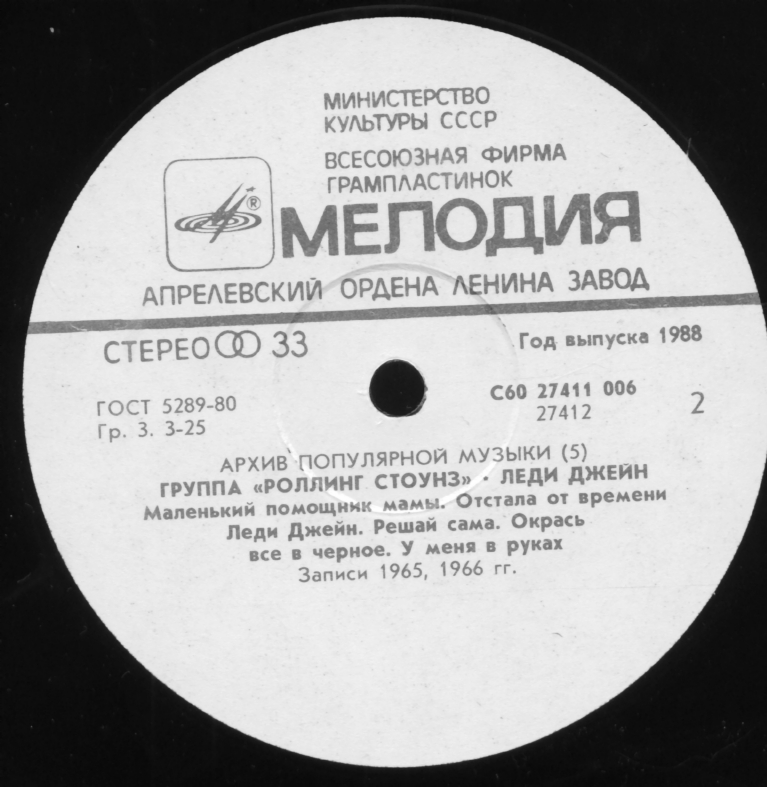 МИНИСТЕРСТВО
КУЛЬТУРЫ СССР
ВСЕСОЮЗНАЯ ФИРМА
ГРАМПЛАСТИНОК
®
МЕЛОДИЯ
АПРЕЛЕВСКИЙ ОРДЕНА ЛЕНИНА ЗАВОД
СТЕРЕО 33
Год выпуска 1988
ГОСТ 5289-80
Гр. 3. 3-25
С60 27411 006
27412
2
АРХИВ ПОПУЛЯРНОЙ МУЗЫКИ (5)
ГРУППА «РОЛЛИНГ СТОУНЗ» · ЛЕДИ ДЖЕЙН
Маленький помощник мамы. Отстала от времени
Леди Джейн. Решай сама. Окрась
все в черное. У меня в руках
Записи 1965, 1966 гг.